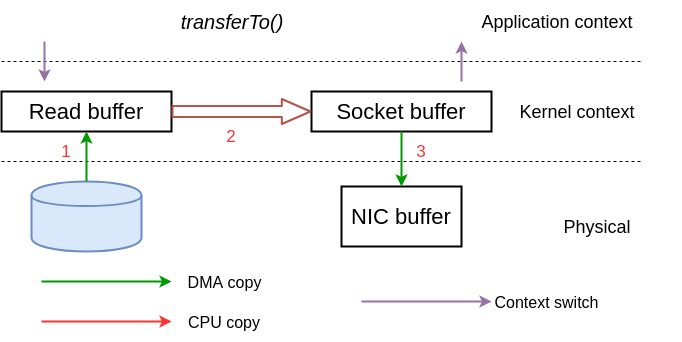 transferTo()
Application context
Read buffer
Socket buffer
Kernel context
1
2
3
NIC buffer
Physical
DMA copy
Context switch
CPU copy